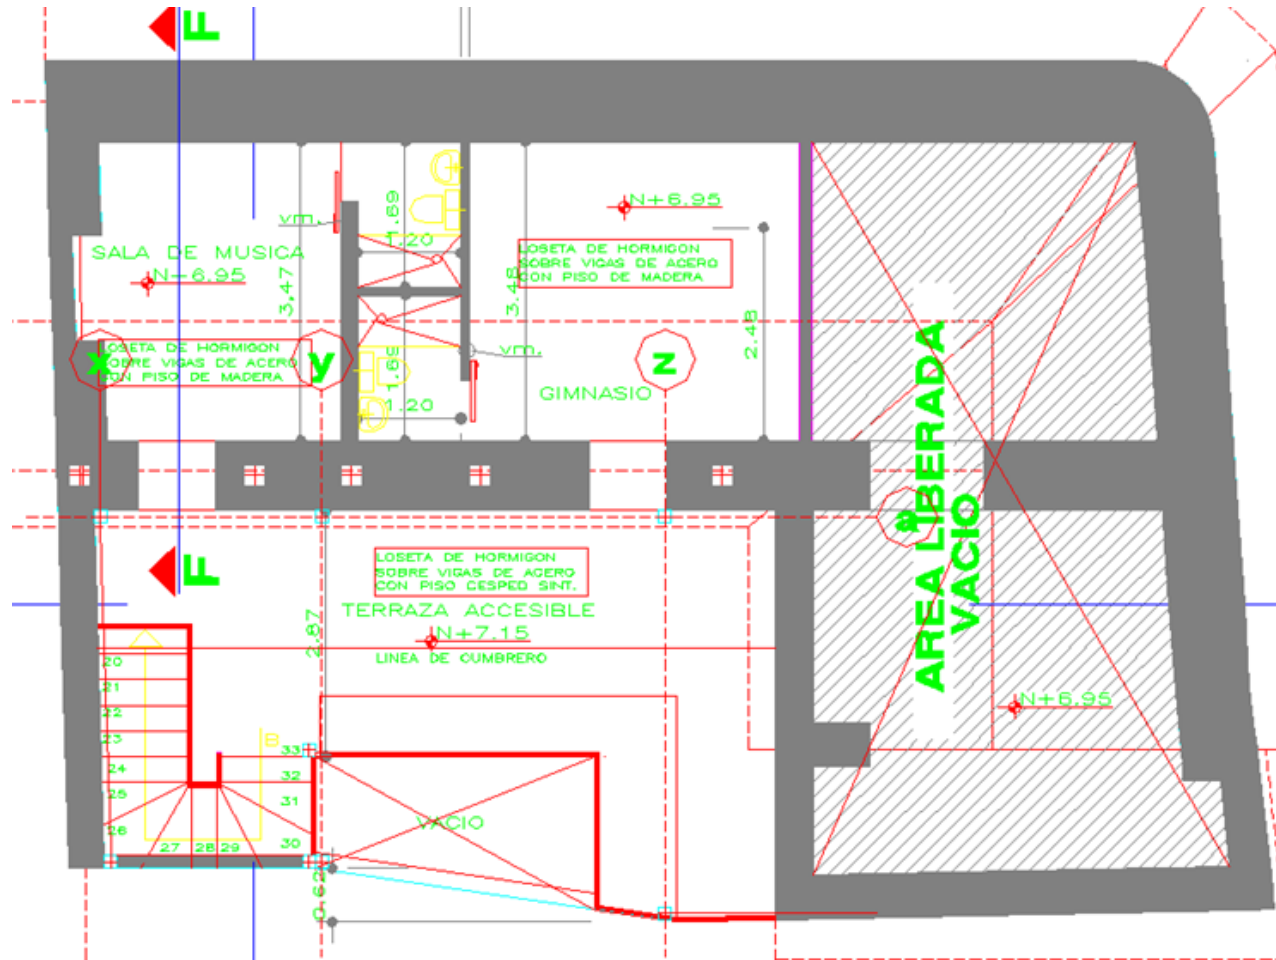 F
1.69
1.20
vm.
N+6.95
SALA DE MUSICA
N-6.95
3,47
3.48
LOSETA DE HORMIGON
SOBRE VIGAS DE ACERO
CON PISO DE MADERA
2.48
x
y
z
LOSETA DE HORMIGON
SOBRE VIGAS DE ACERO
CON PISO DE MADERA
vm.
1.69
1.20
GIMNASIO
AREA LIBERADA
VACIO
a
F
LOSETA DE HORMIGON
SOBRE VIGAS DE ACERO
CON PISO CESPED SINT.
TERRAZA ACCESIBLE
N+7.15
LINEA DE CUMBRERO
2.87
N+6.95
20
21
22
23
24
25
26
27
28
29
30
31
32
33
B
VACIO
0.62